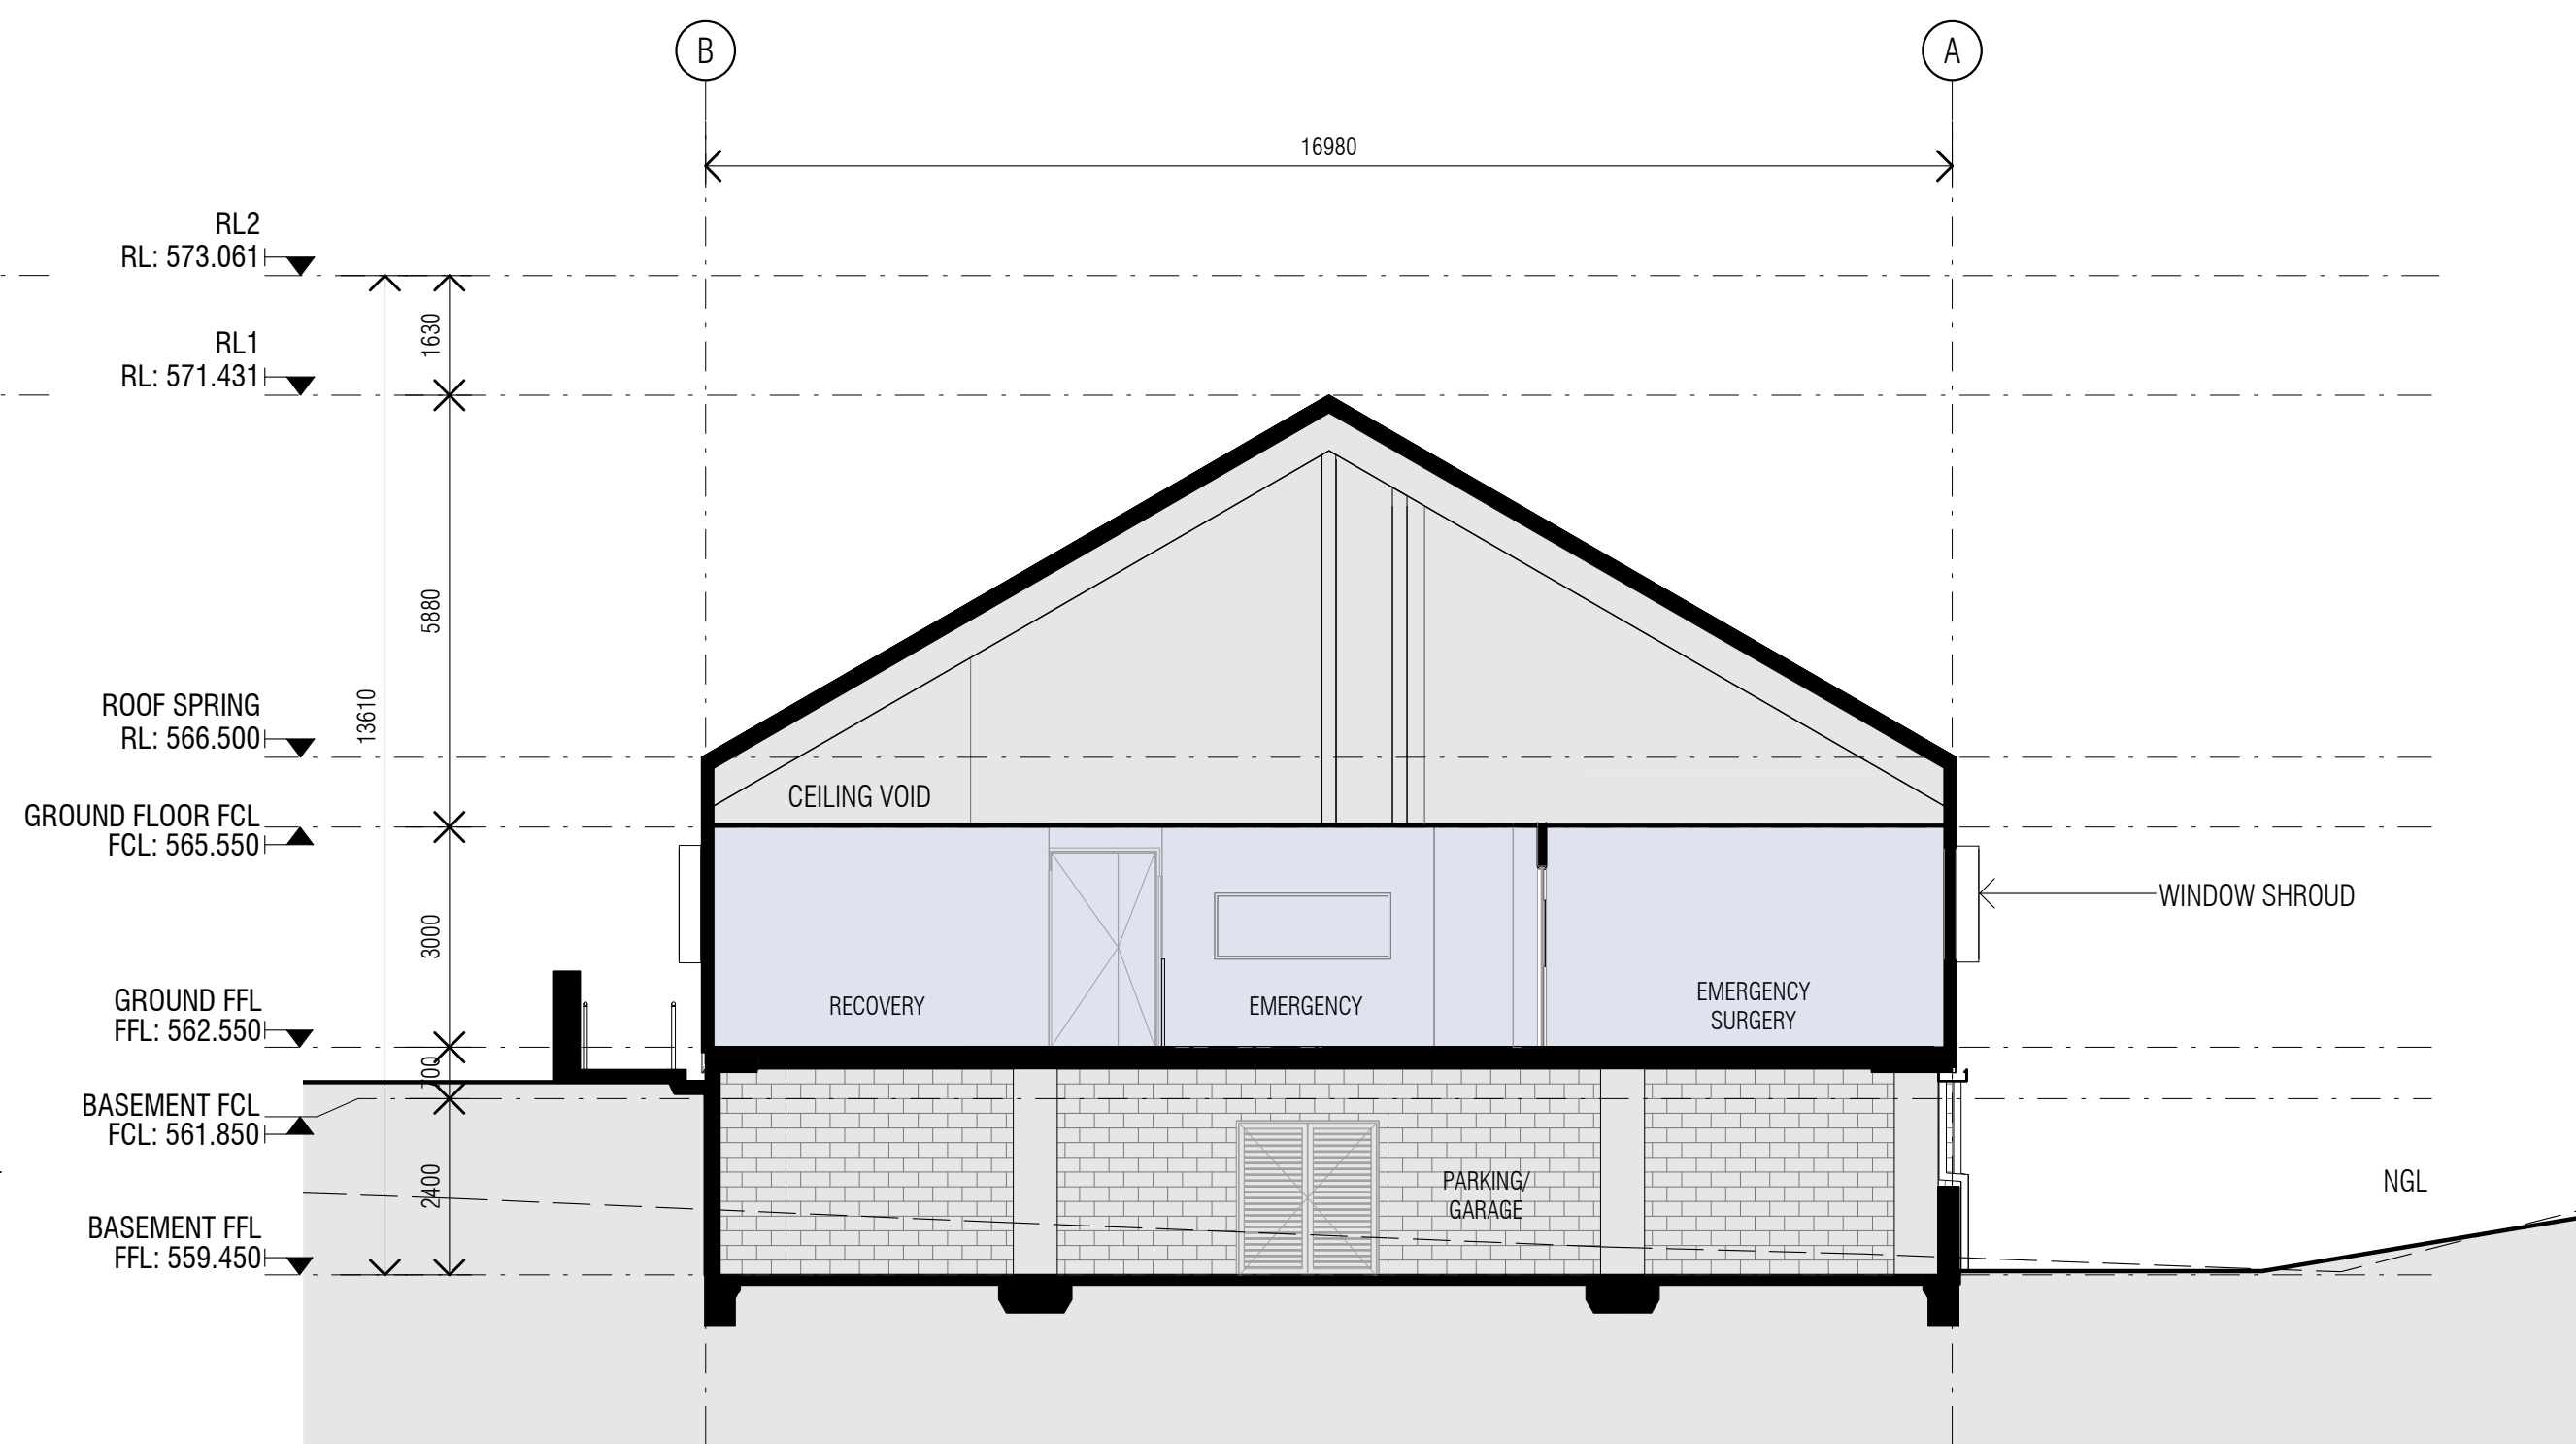 B
A
16980
RL2
RL: 573.061
1630
RL1
RL: 571.431
5880
13610
ROOF SPRING
RL: 566.500
CEILING VOID
GROUND FLOOR FCL
FCL: 565.550
WINDOW SHROUD
3000
GROUND FFL
FFL: 562.550
RECOVERY
EMERGENCY
EMERGENCY
SURGERY
700
BASEMENT FCL
FCL: 561.850
2400
PARKING/
GARAGE
NGL
BASEMENT FFL
FFL: 559.450